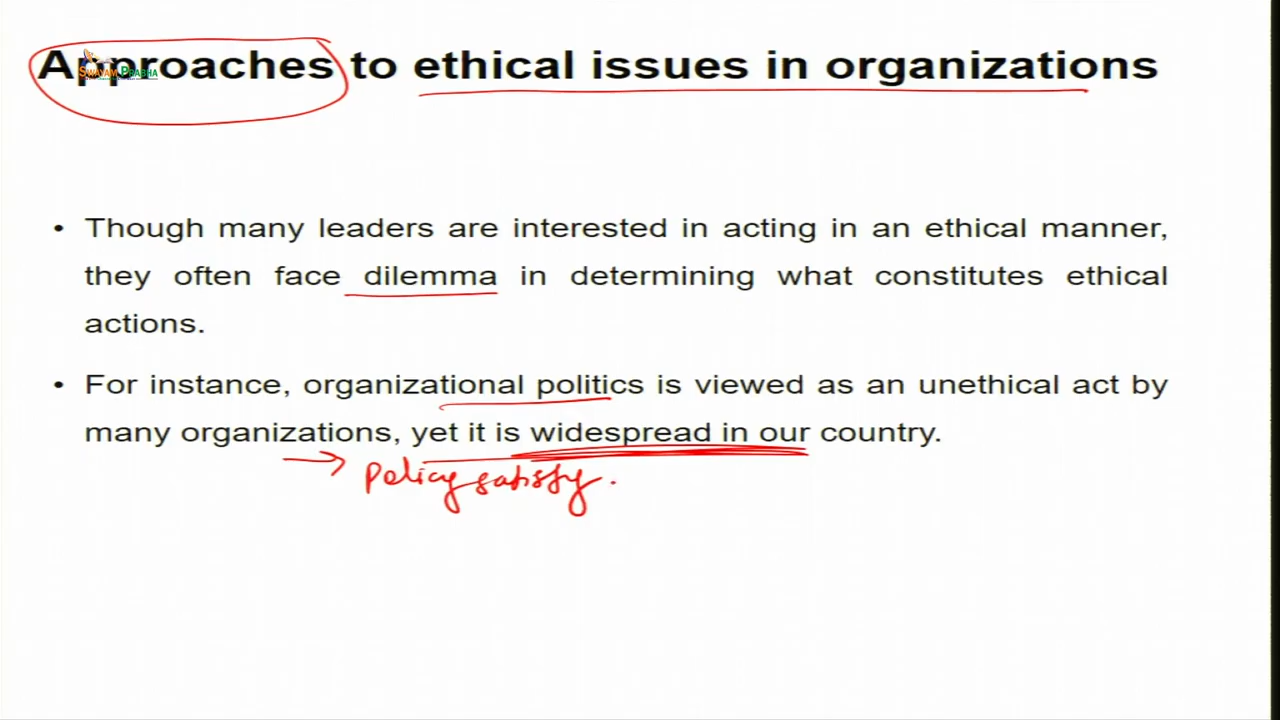 Approaches to ethical issues in organizations
SWAYAM PRABHA
• Though many leaders are interested in acting in an ethical manner,
they often face dilemma in determining what constitutes ethical
actions.
• For instance, organizational politics is viewed as an unethical act by
many organizations, yet it is widespread in our country.
→ Policy satisfy.